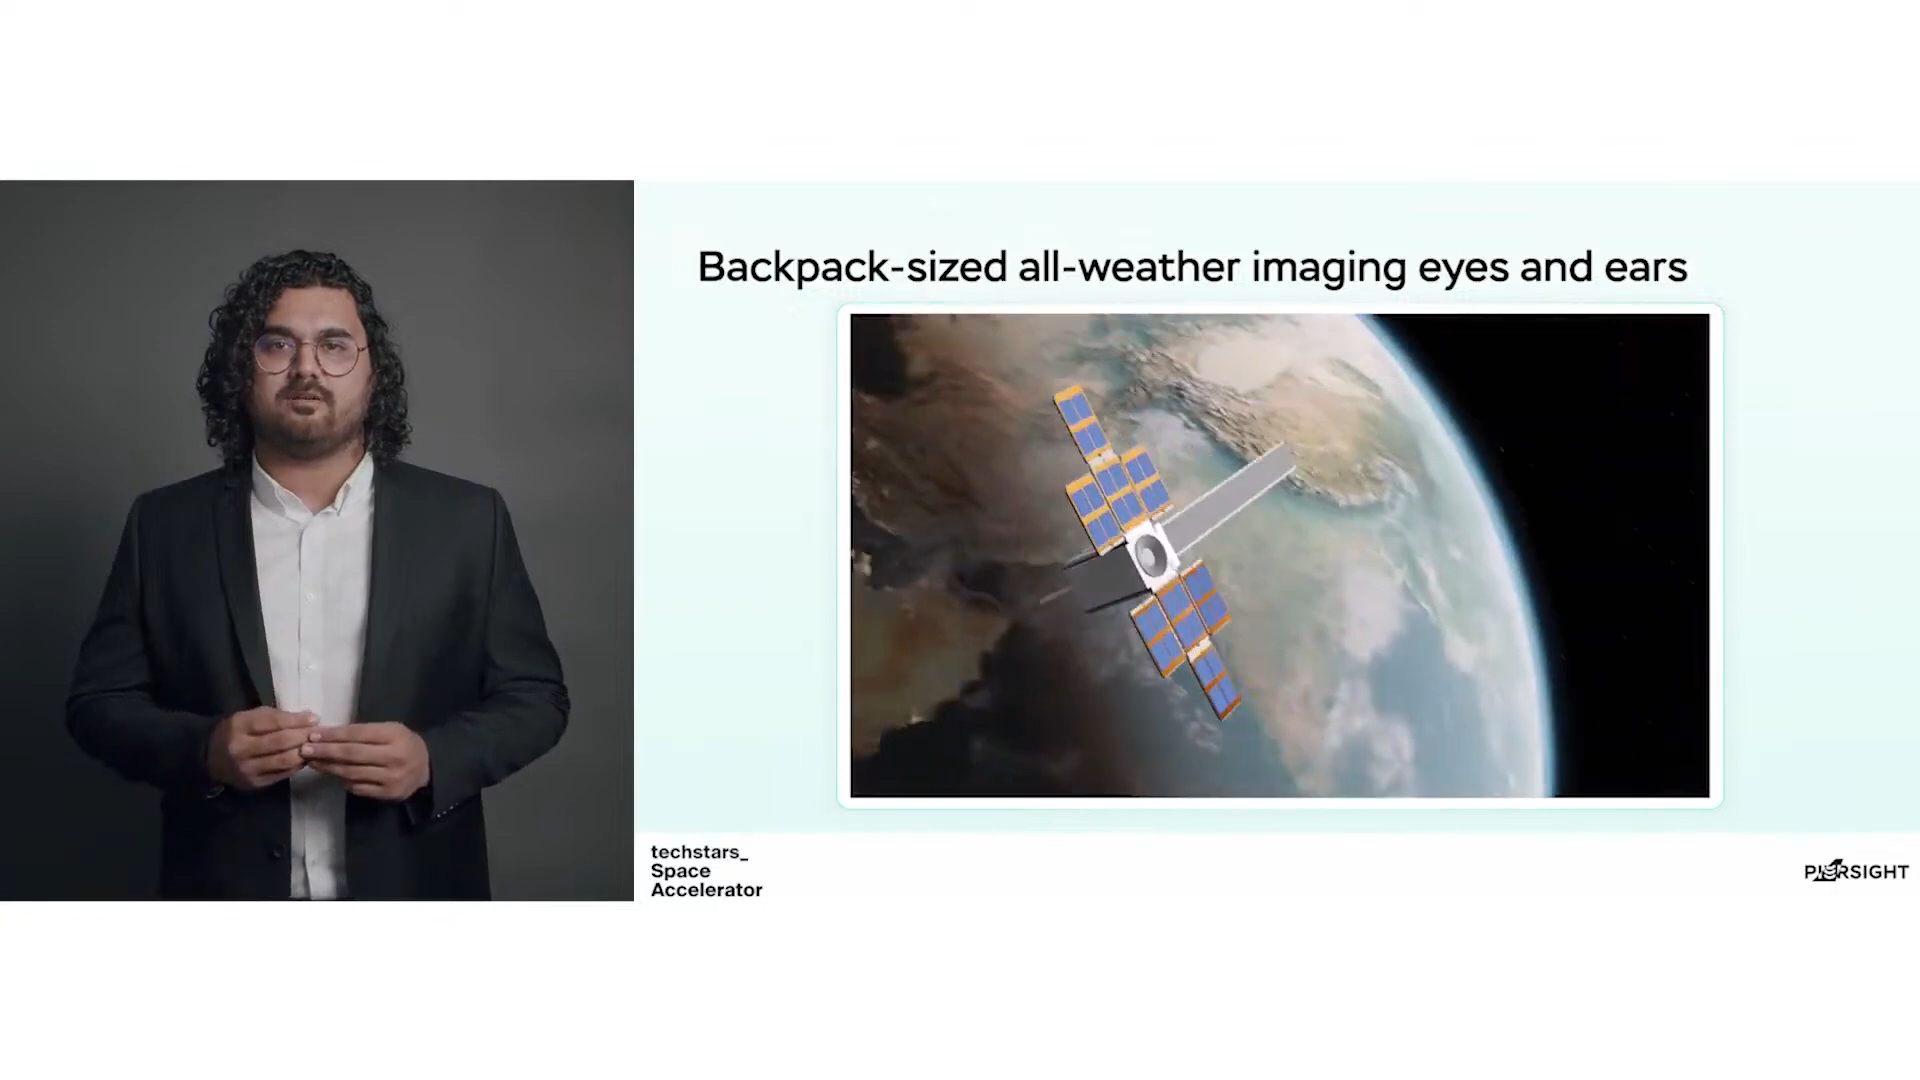 Backpack-sized all-weather imaging eyes and ears
techstars_
Space
Accelerator
PIERSIGHT